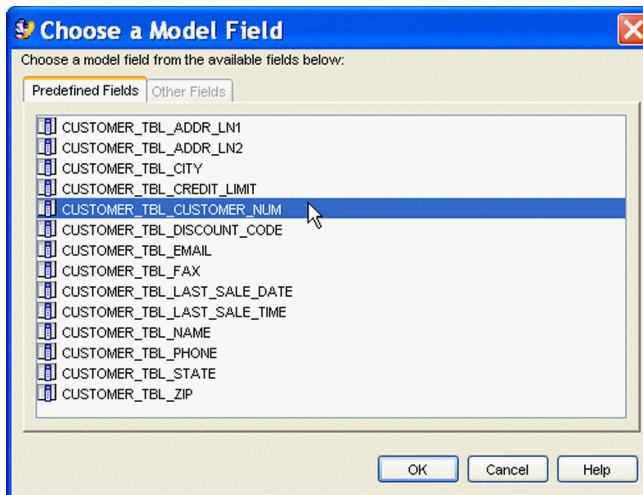 Choose a Model Field
Choose a model field from the available fields below:
Predefined Fields Other Fields
CUSTOMER_TBL_ADDR_LN1
CUSTOMER_TBL_ADDR_LN2
CUSTOMER_TBL_CITY
CUSTOMER_TBL_CREDIT_LIMIT
CUSTOMER_TBL_CUSTOMER_NUM
CUSTOMER_TBL_DISCOUNT_CODE
CUSTOMER_TBL_EMAIL
CUSTOMER_TBL_FAX
CUSTOMER_TBL_LAST_SALE_DATE
CUSTOMER_TBL_LAST_SALE_TIME
CUSTOMER_TBL_NAME
CUSTOMER_TBL_PHONE
CUSTOMER_TBL_STATE
CUSTOMER_TBL_ZIP
OK Cancel Help